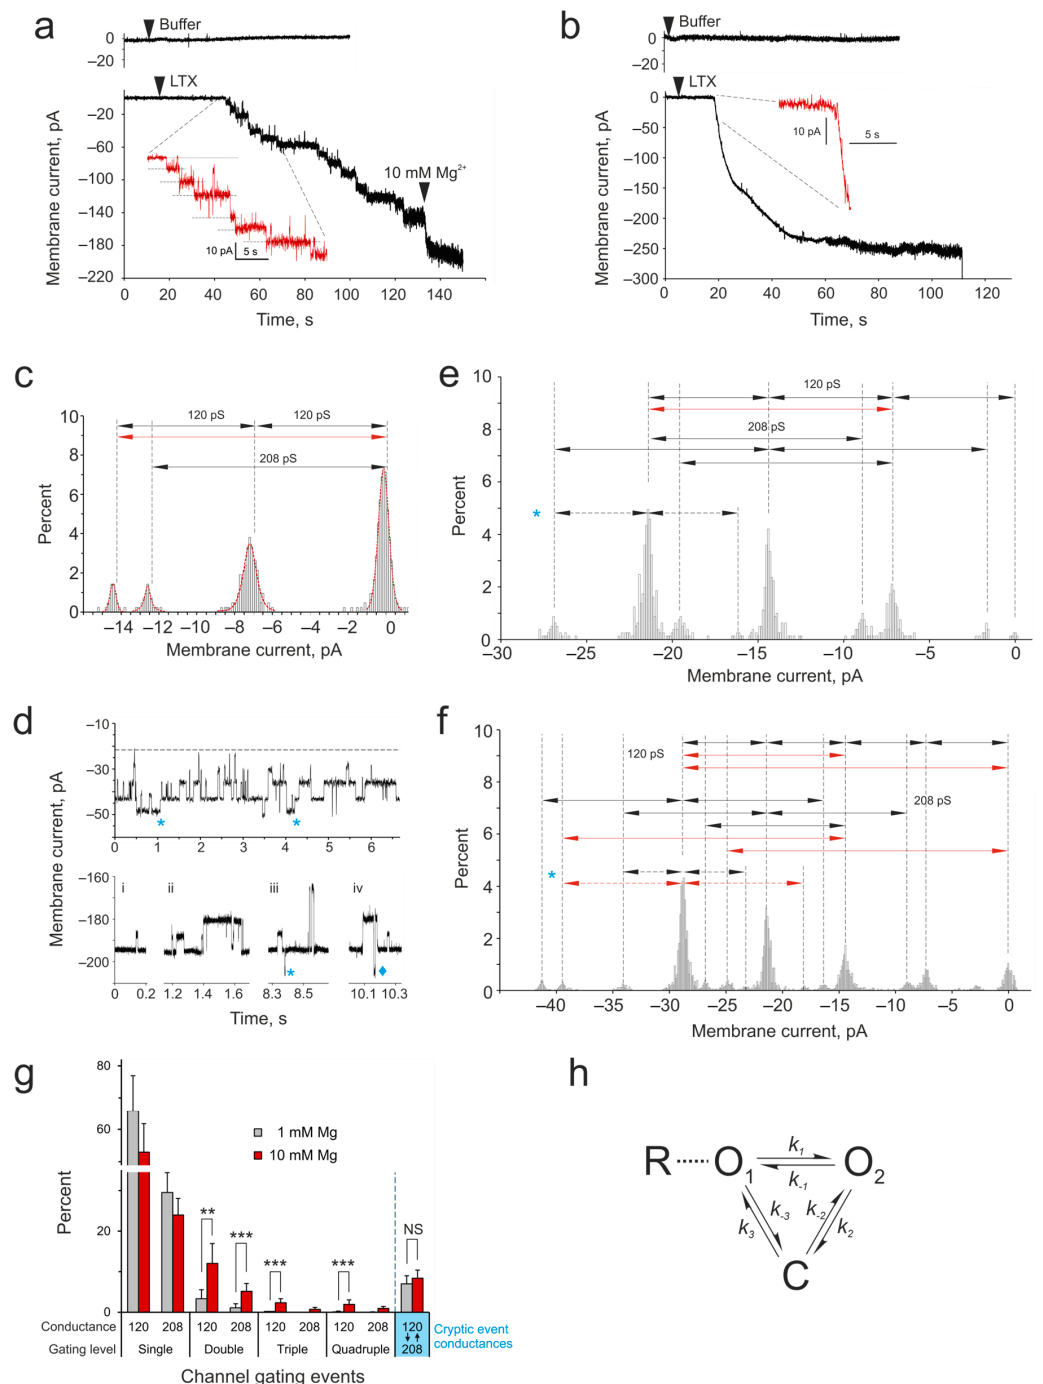 a
Buffer
0
−20
LTX
0
−20
−60
−100
−140
−180
−220
10 mM Mg2+
10 pA
5 s
Membrane current, pA
0 20 40 60 80 100 120 140
Time, s
b
Buffer
0
−20
LTX
0
−50
−100
−150
−200
−250
−300
10 pA
5 s
Membrane current, pA
0 20 40 60 80 100 120
Time, s
c
10
8
6
4
2
0
Percent
120 pS 120 pS
208 pS
−14 −12 −10 −8 −6 −4 −2 0
Membrane current, pA
e
10
8
6
4
2
0
Percent
120 pS
208 pS
*
−30 −25 −20 −15 −10 −5 0
Membrane current, pA
d
−10
−30
−50
* *
0 1 2 3 4 5 6
Membrane current, pA
−160
−180
−200
i ii iii iv
*
0 0.2 1.2 1.4 1.6 8.3 8.5 10.1 10.3
Time, s
f
10
8
6
4
2
0
Percent
120 pS
208 pS
*
−40 −35 −30 −25 −20 −15 −10 −5 0
Membrane current, pA
g
80
60
40
20
0
Percent
1 mM Mg
10 mM Mg
** *** *** *** NS
Conductance 120 208 120 208 120 208 120 208 120
Gating level Single Double Triple Quadruple 208
Cryptic event
conductances
Channel gating events
h
R O1 O2
C
k1
k-1
k3
k-3
k-2
k2